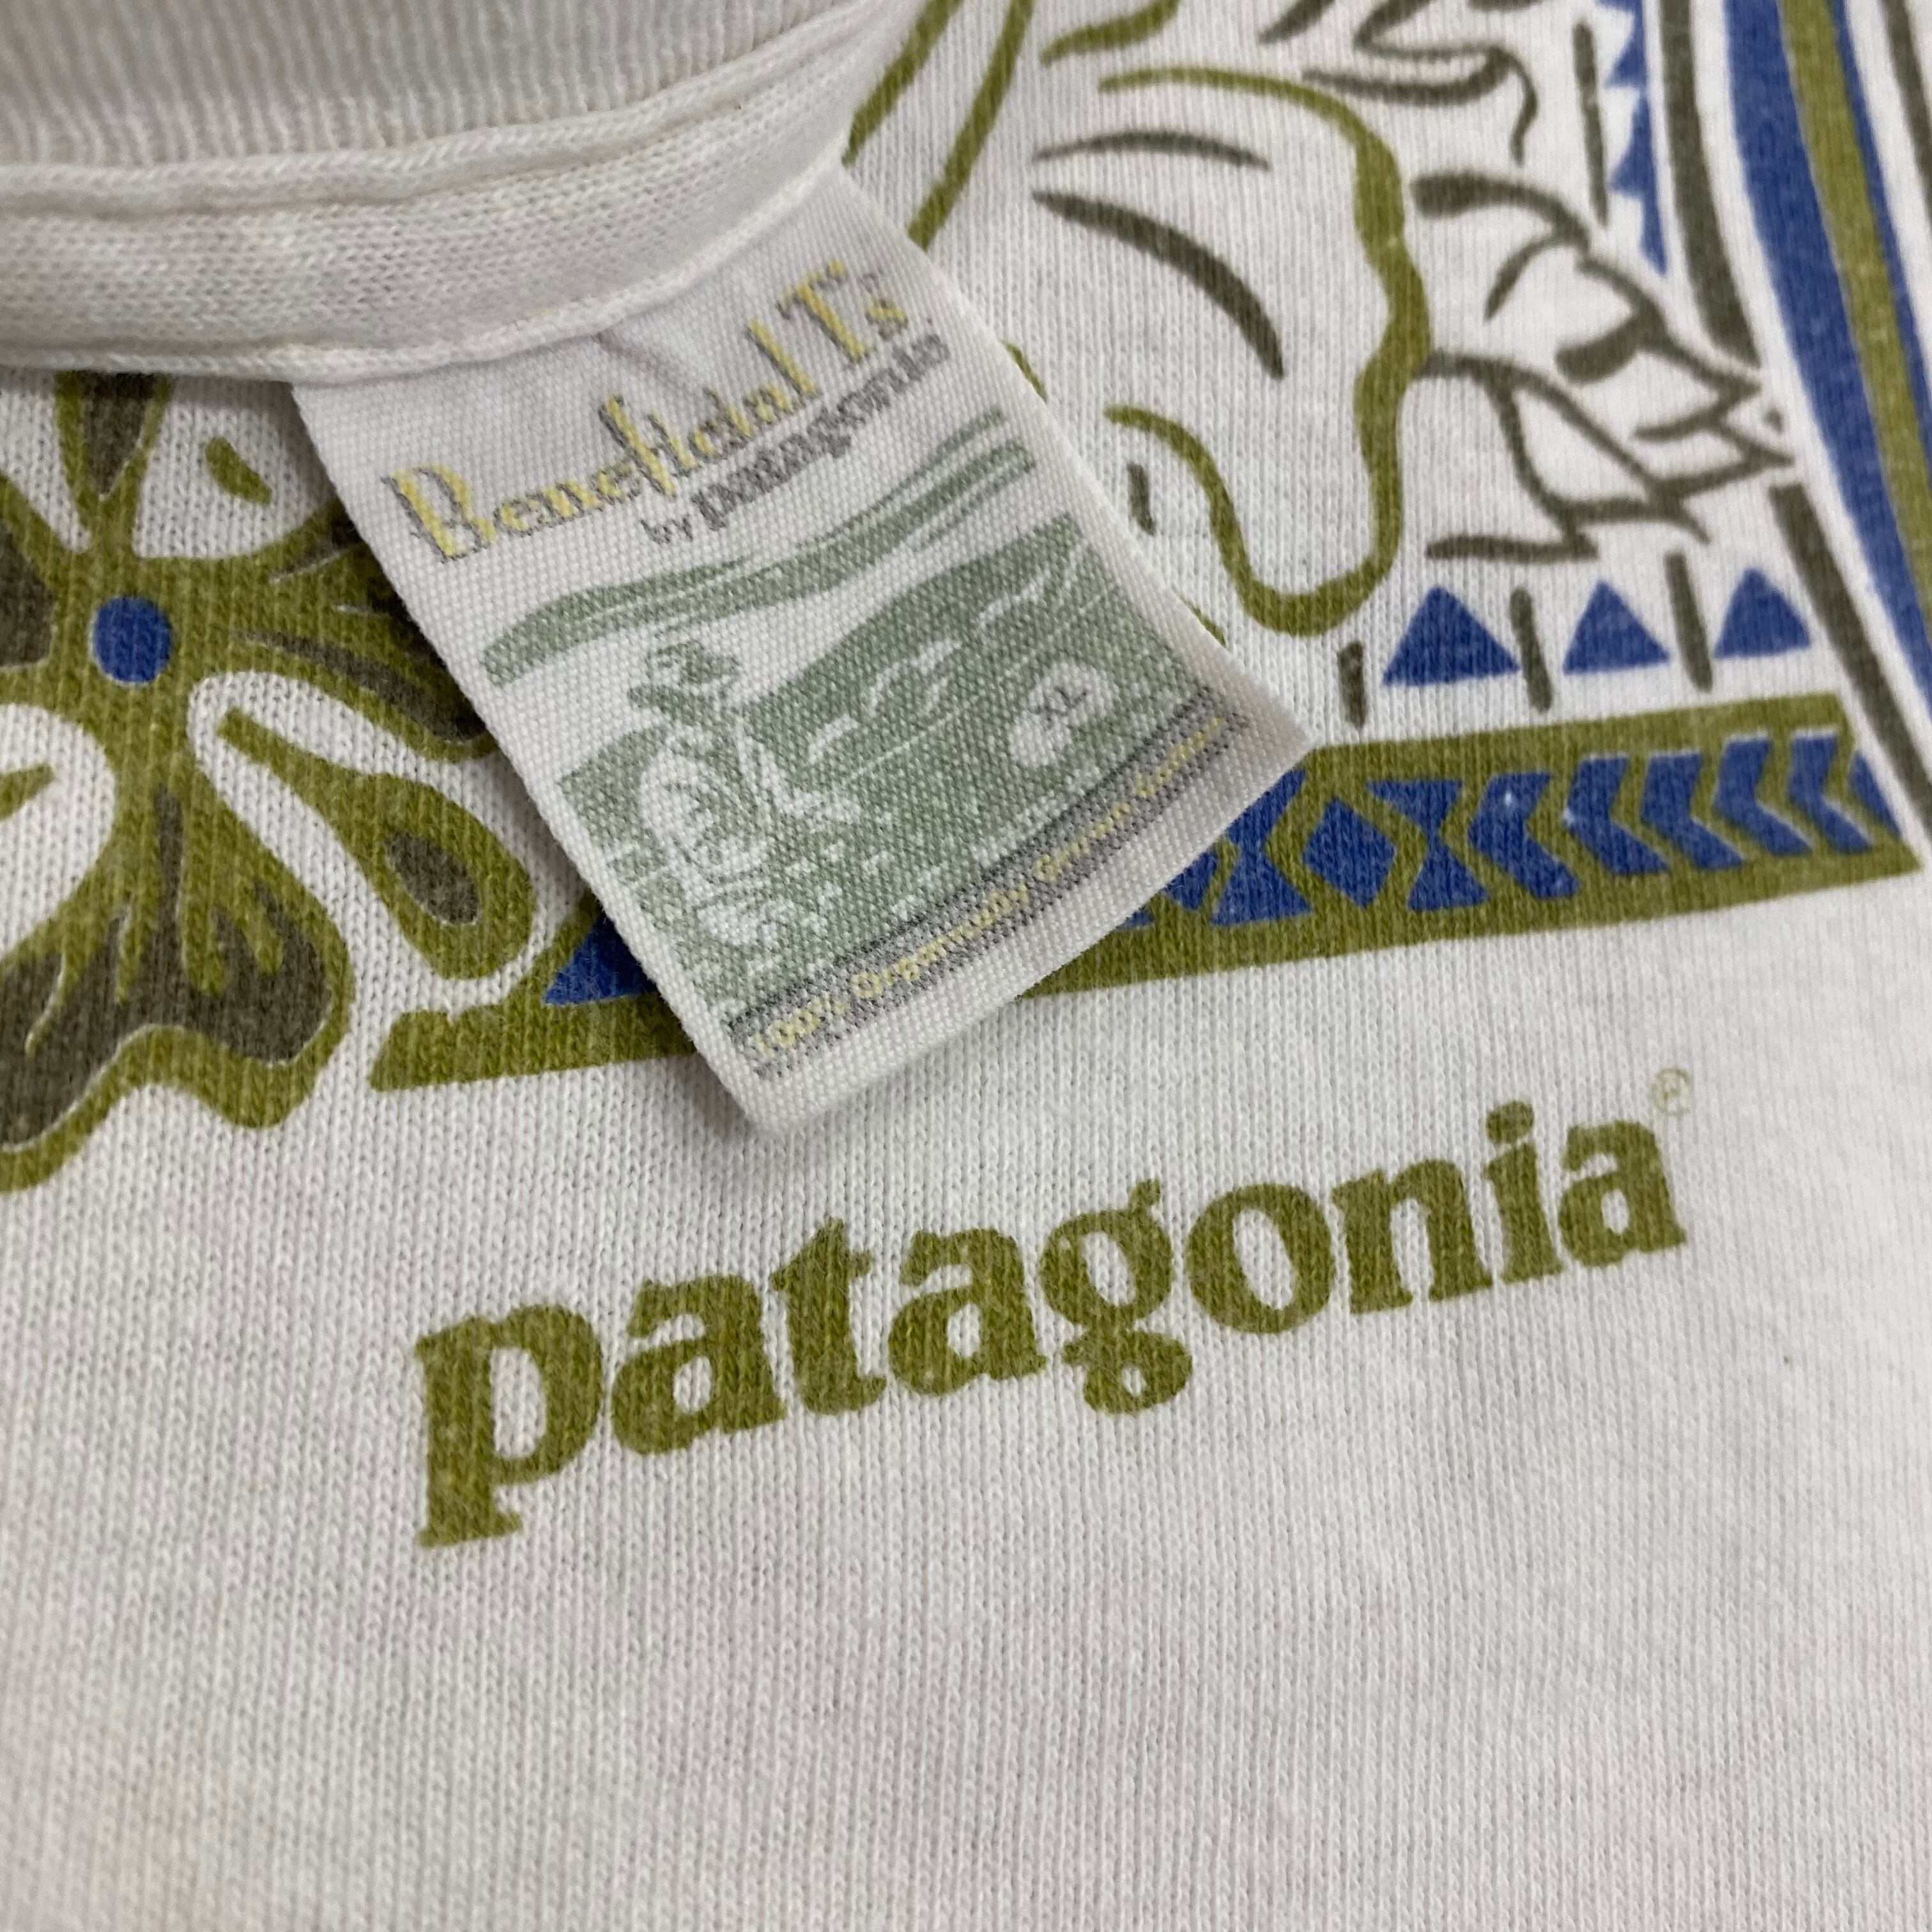 Beneficial T's
by patagonia
XL
100% Organically Grown Cotton
patagonia®